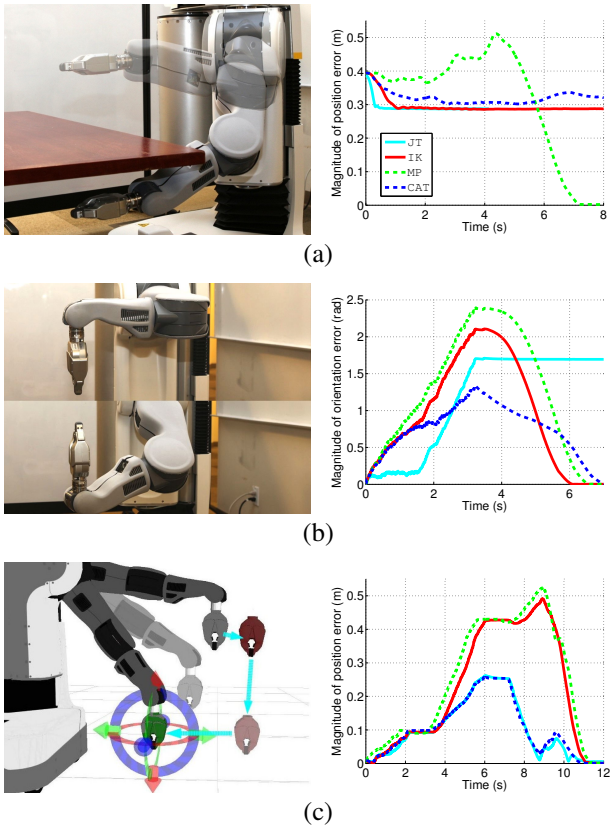 Magnitude of position error (m)
0.5
0.4
0.3
0.2
0.1
0
JT
IK
MP
CAT
0 2 4 6 8
Time (s)
(a)
Magnitude of orientation error (rad)
2.5
2
1.5
1
0.5
0
0 2 4 6
Time (s)
(b)
Magnitude of position error (m)
0.5
0.4
0.3
0.2
0.1
0
0 2 4 6 8 10 12
Time (s)
(c)